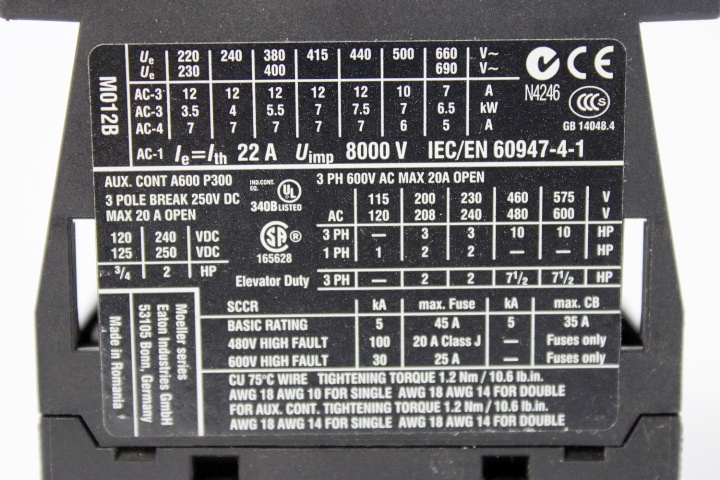 M012B
Ue 220 240 380 415 440 500 660 V~
Ue 230 400 690 V~
AC-3 12 12 12 12 12 10 7 A
AC-3 3.5 4 5.5 7 7.5 7 6.5 kW
AC-4 7 7 7 7 7 6 5 A
AC-1 Ie=Ith 22 A Uimp 8000 V IEC/EN 60947-4-1
CE
N4246
CCC S
GB 14048.4
AUX. CONT A600 P300
3 POLE BREAK 250V DC
MAX 20 A OPEN
120 240 VDC
125 250 VDC
3/4 2 HP
IND.CONT. EQ.
UL
340B LISTED
SA ®
165628
3 PH 600V AC MAX 20A OPEN
115 200 230 460 575 V
AC 120 208 240 480 600 V
3 PH — 3 3 10 10 HP
1 PH 1 2 2 — — HP
Elevator Duty 3 PH — 2 2 7 1/2 7 1/2 HP
Moeller series
Eaton Industries GmbH
53105 Bonn, Germany
Made in Romania
SCCR kA max. Fuse kA max. CB
BASIC RATING 5 45 A 5 35 A
480V HIGH FAULT 100 20 A Class J — Fuses only
600V HIGH FAULT 30 25 A — Fuses only
CU 75°C WIRE TIGHTENING TORQUE 1.2 Nm / 10.6 lb.in.
AWG 18 AWG 10 FOR SINGLE AWG 18 AWG 14 FOR DOUBLE
FOR AUX. CONT. TIGHTENING TORQUE 1.2 Nm / 10.6 lb.in.
AWG 18 AWG 14 FOR SINGLE AWG 18 AWG 14 FOR DOUBLE